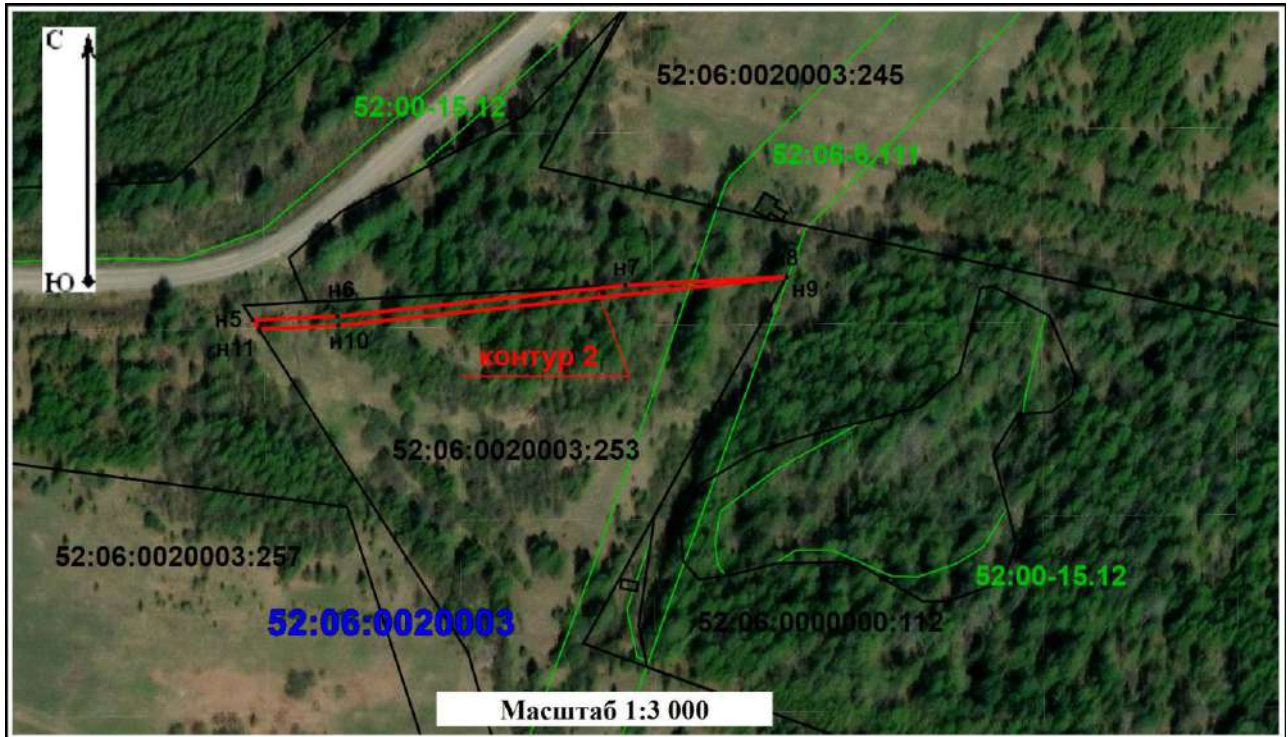 С
52:06:0020003:245
52:00-15.12
52:06-6.111
Ю
н7
8
н6
н9
н5
н10
н11
контур 2
52:06:0020003:253
52:06:0020003:257
52:00-15.12
52:06:0020003
52:06:0000000:112
Масштаб 1:3 000